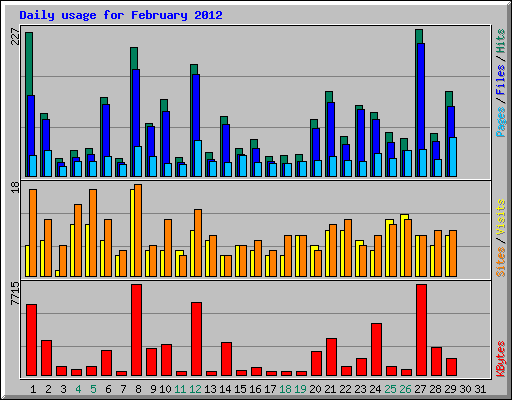 Daily usage for February 2012
227
Pages / Files / Hits
18
Sites / Visits
7715
KBytes
1 2 3 4 5 6 7 8 9 10 11 12 13 14 15 16 17 18 19 20 21 22 23 24 25 26 27 28 29 30 31